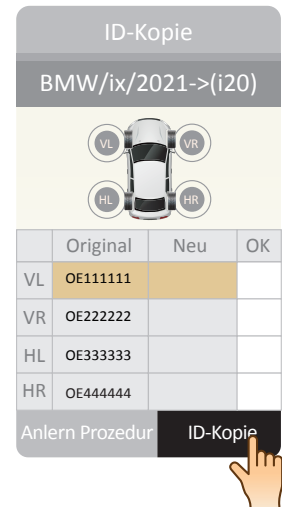 ID-Kopie
BMW/ix/2021->(i20)
VL VR
HL HR
Original Neu OK
VL OE111111
VR OE222222
HL OE333333
HR OE444444
Anlern Prozedur ID-Kopie